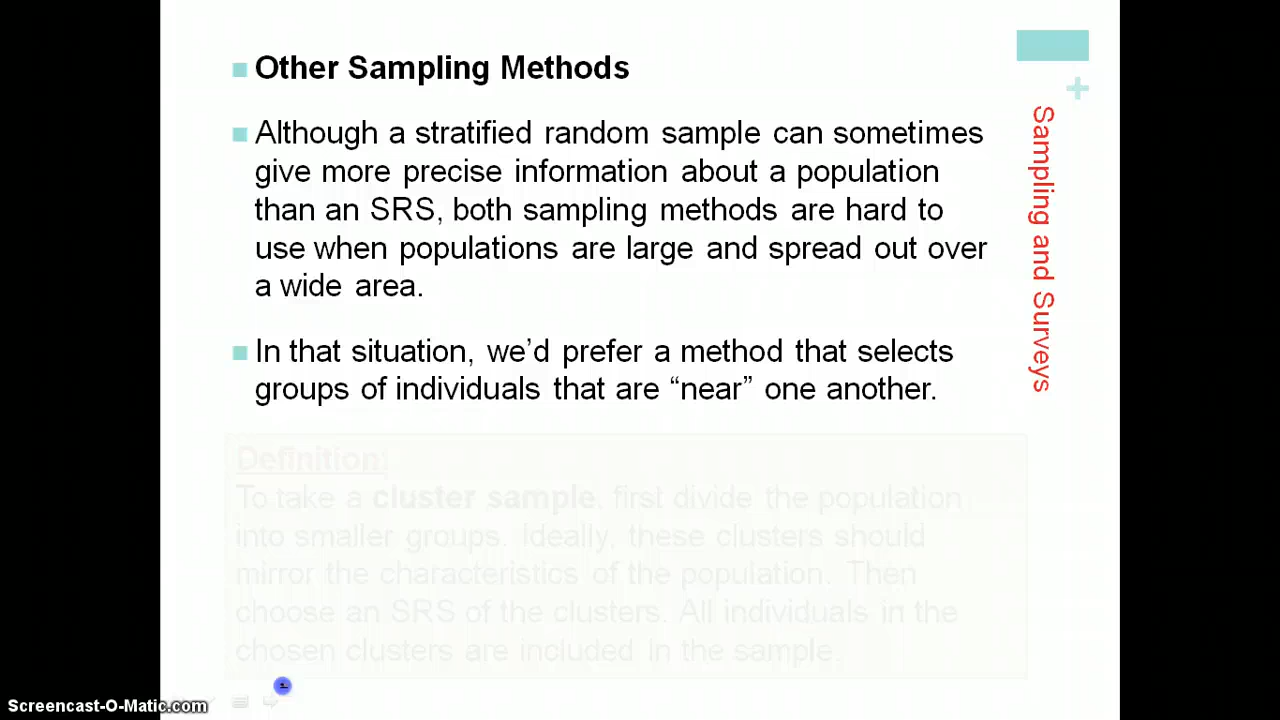 Other Sampling Methods
Although a stratified random sample can sometimes
give more precise information about a population
than an SRS, both sampling methods are hard to
use when populations are large and spread out over
a wide area.
In that situation, we’d prefer a method that selects
groups of individuals that are “near” one another.
Definition:
To take a cluster sample, first divide the population
into smaller groups. Ideally, these clusters should
mirror the characteristics of the population. Then
choose an SRS of the clusters. All individuals in the
chosen clusters are included in the sample.
+
Sampling and Surveys
Screencast-O-Matic.com